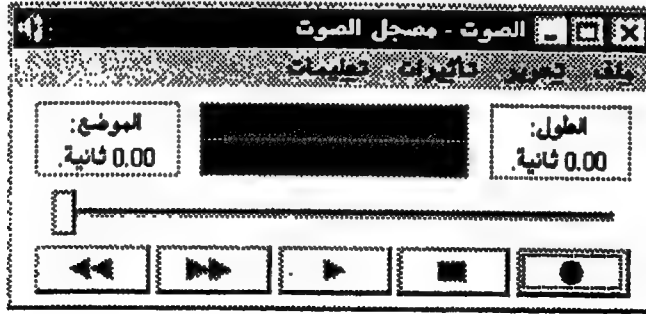 الصوت - مسجل الصوت
ملف تحرير تأثيرات تعليمات
الطول:
0.00 ثانية.
الموضع:
0.00 ثانية.